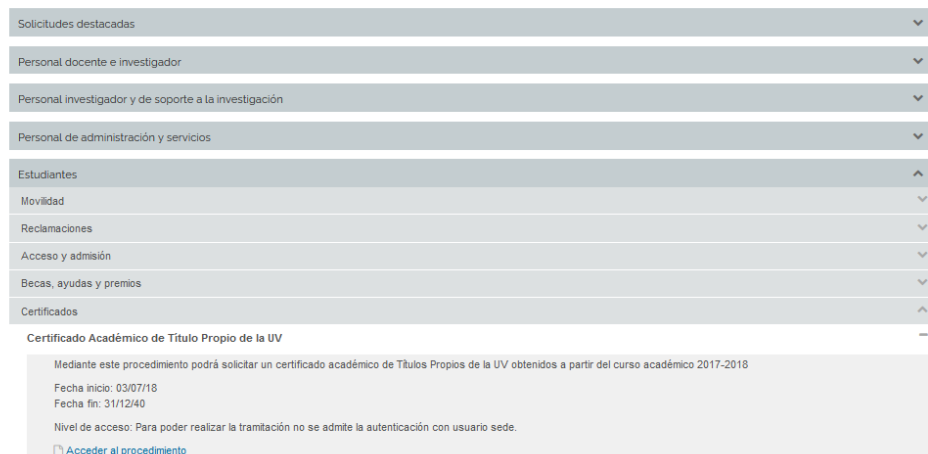 Solicitudes destacadas
Personal docente e investigador
Personal investigador y de soporte a la investigación
Personal de administración y servicios
Estudiantes
Movilidad
Reclamaciones
Acceso y admisión
Becas, ayudas y premios
Certificados
Certificado Académico de Título Propio de la UV
Mediante este procedimiento podrá solicitar un certificado académico de Títulos Propios de la UV obtenidos a partir del curso académico 2017-2018
Fecha inicio: 03/07/18
Fecha fin: 31/12/40
Nivel de acceso: Para poder realizar la tramitación no se admite la autenticación con usuario sede.
Acceder al procedimiento